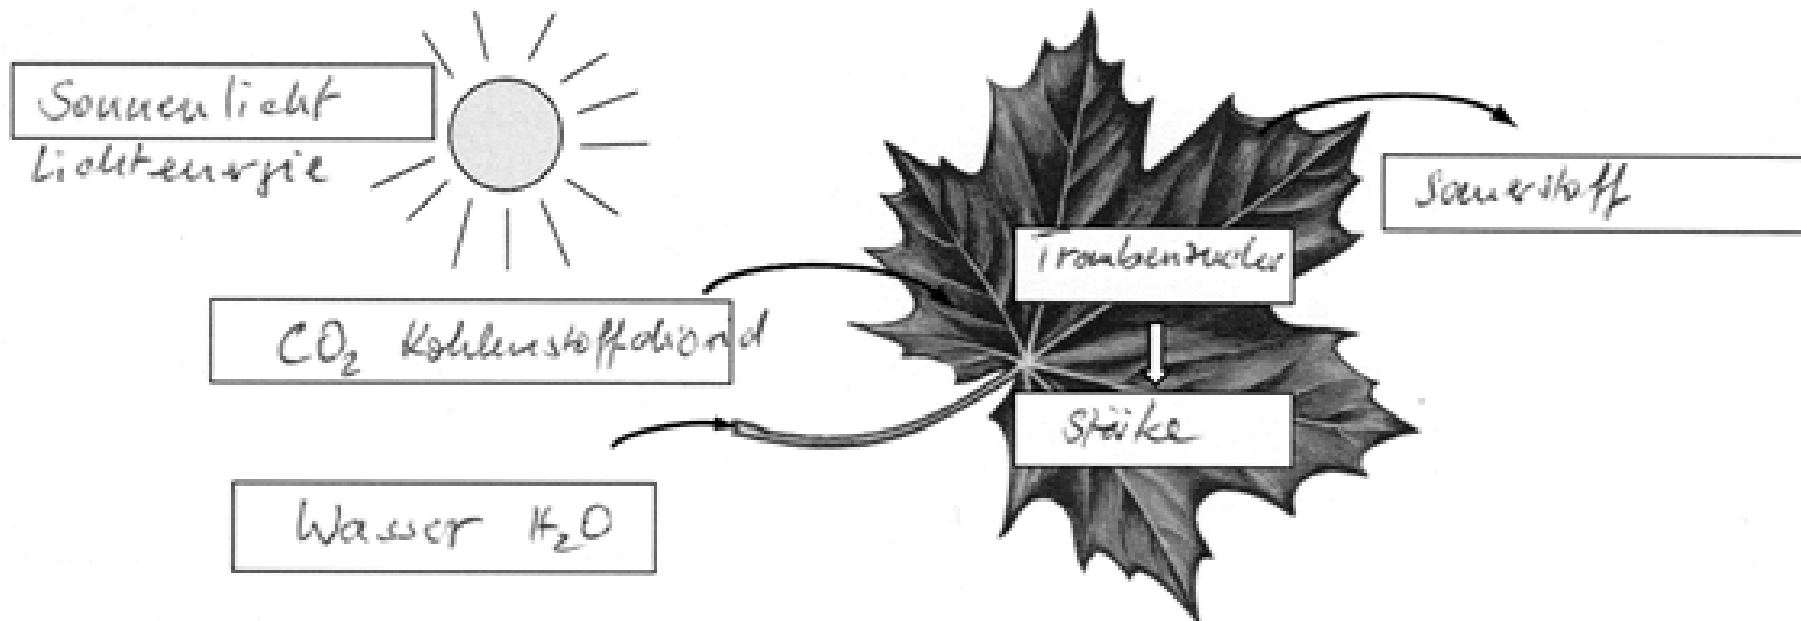 Sonnenlicht
Lichtenergie
Sauerstoff
Traubenzucker
CO₂ Kohlenstoffdioxid
Stärke
Wasser H₂O